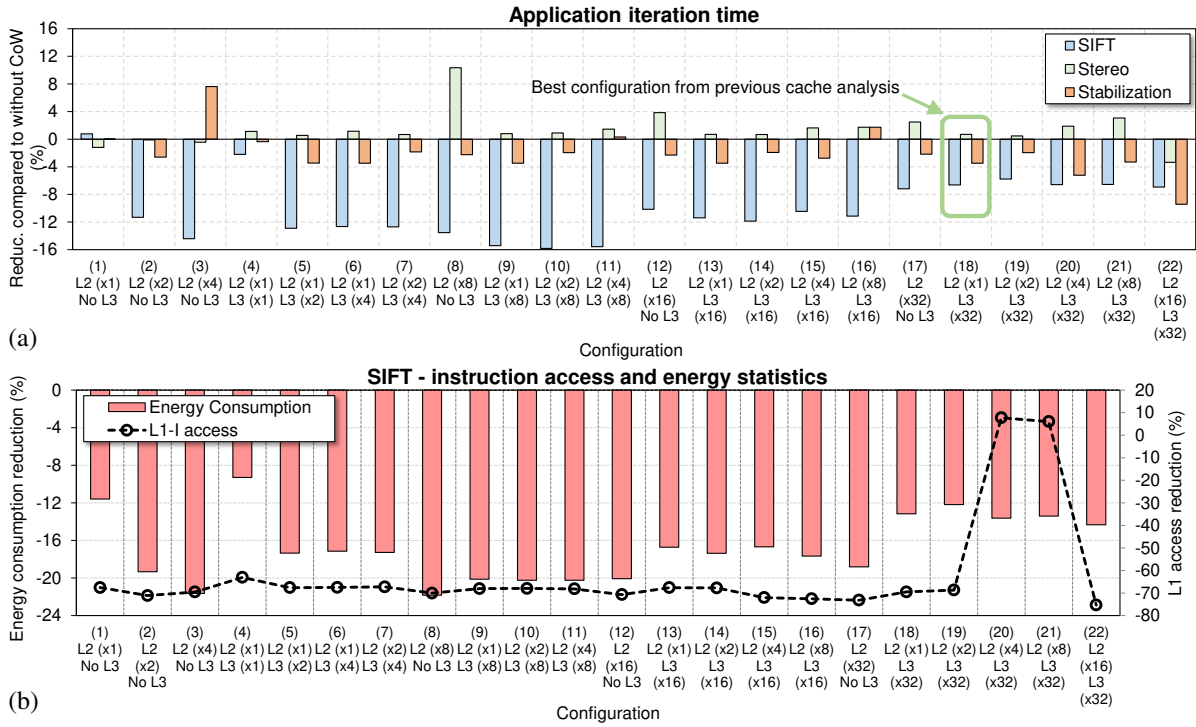 Application iteration time
Reduc. compared to without CoW
(%)
16
12
8
4
0
-4
-8
-12
-16
SIFT
Stereo
Stabilization
Best configuration from previous cache analysis
(1) (2) (3) (4) (5) (6) (7) (8) (9) (10) (11) (12) (13) (14) (15) (16) (17) (18) (19) (20) (21) (22)
L2 (x1) L2 (x2) L2 (x4) L2 (x1) L2 (x1) L2 (x1) L2 (x2) L2 (x8) L2 (x1) L2 (x2) L2 (x4) L2 L2 (x1) L2 (x2) L2 (x4) L2 (x8) L2 L2 (x1) L2 (x2) L2 (x4) L2 (x8) L2
No L3 No L3 No L3 L3 (x1) L3 (x2) L3 (x4) L3 (x4) No L3 L3 (x8) L3 (x8) L3 (x8) (x16) L3 L3 L3 L3 (x32) L3 L3 L3 L3 (x16)
No L3 (x16) (x16) (x16) (x16) No L3 (x32) (x32) (x32) (x32) L3
(x32)
(a)
Configuration
SIFT - instruction access and energy statistics
Energy consumption reduction (%)
0
-4
-8
-12
-16
-20
-24
Energy Consumption
L1-I access
20
10
0
-10
-20
-30
-40
-50
-60
-70
-80
L1 access reduction (%)
(1) (2) (3) (4) (5) (6) (7) (8) (9) (10) (11) (12) (13) (14) (15) (16) (17) (18) (19) (20) (21) (22)
L2 (x1) L2 L2 (x4) L2 (x1) L2 (x1) L2 (x1) L2 (x2) L2 (x8) L2 (x1) L2 (x2) L2 (x4) L2 L2 (x1) L2 (x2) L2 (x4) L2 (x8) L2 L2 (x1) L2 (x2) L2 (x4) L2 (x8) L2
No L3 (x2) No L3 L3 (x1) L3 (x2) L3 (x4) L3 (x4) No L3 L3 (x8) L3 (x8) L3 (x8) (x16) L3 L3 L3 L3 (x32) L3 L3 L3 L3 (x16)
No L3 No L3 (x16) (x16) (x16) (x16) No L3 (x32) (x32) (x32) (x32) L3
(x32)
(b)
Configuration